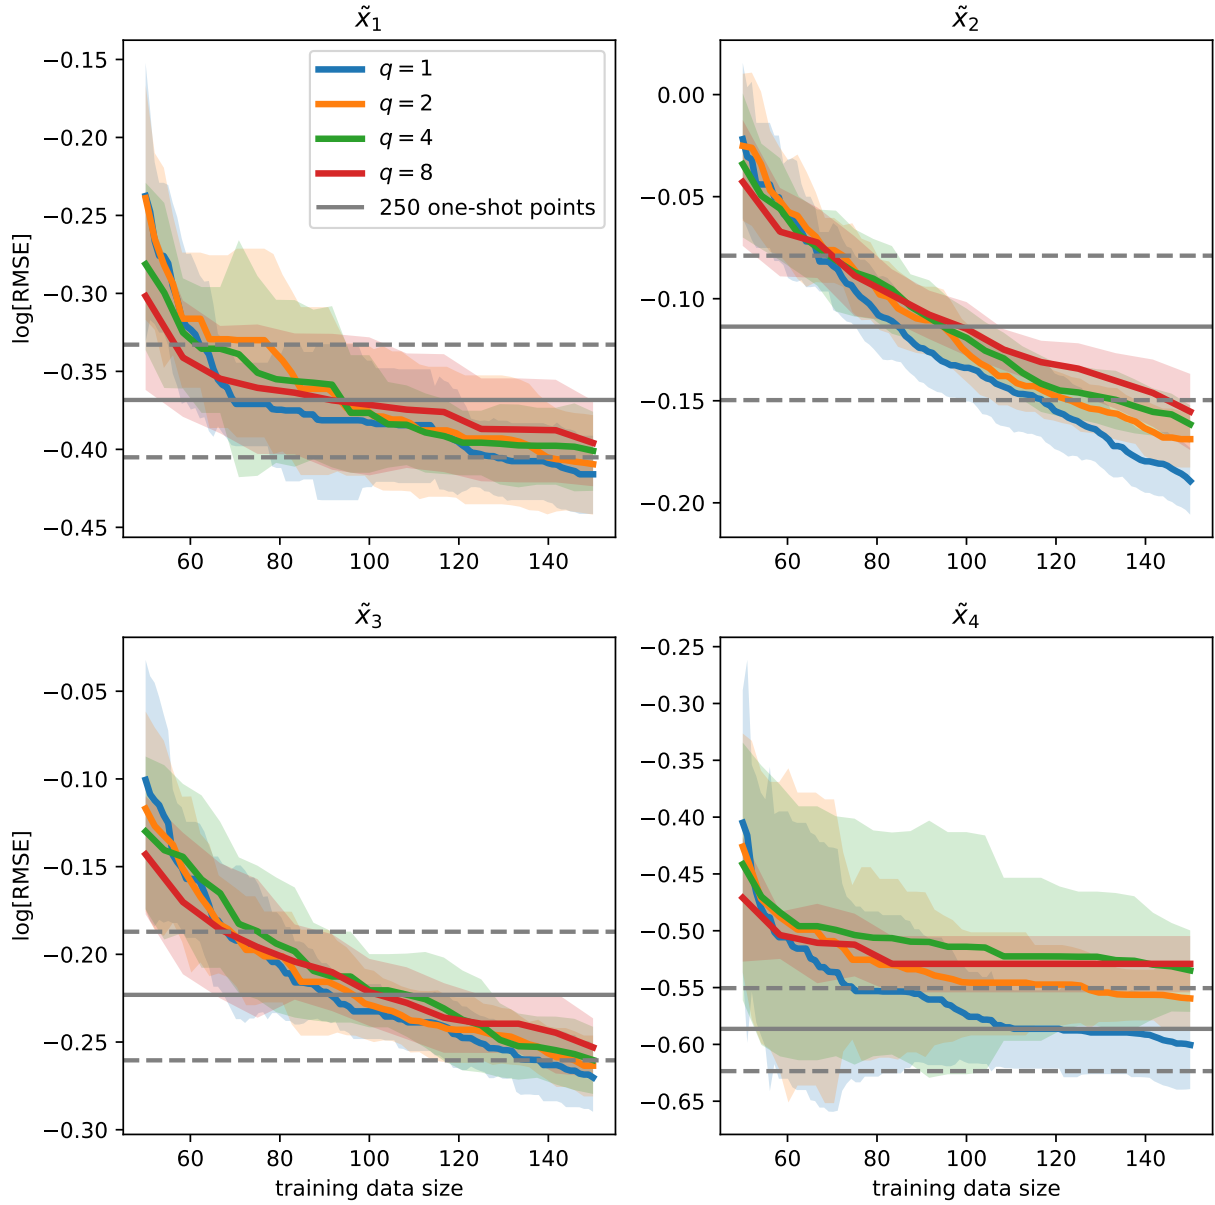 x̃₁
log[RMSE]
−0.15
−0.20
−0.25
−0.30
−0.35
−0.40
−0.45
q = 1
q = 2
q = 4
q = 8
250 one-shot points
60 80 100 120 140
x̃₂
0.00
−0.05
−0.10
−0.15
−0.20
60 80 100 120 140
x̃₃
log[RMSE]
−0.05
−0.10
−0.15
−0.20
−0.25
−0.30
60 80 100 120 140
training data size
x̃₄
−0.25
−0.30
−0.35
−0.40
−0.45
−0.50
−0.55
−0.60
−0.65
60 80 100 120 140
training data size